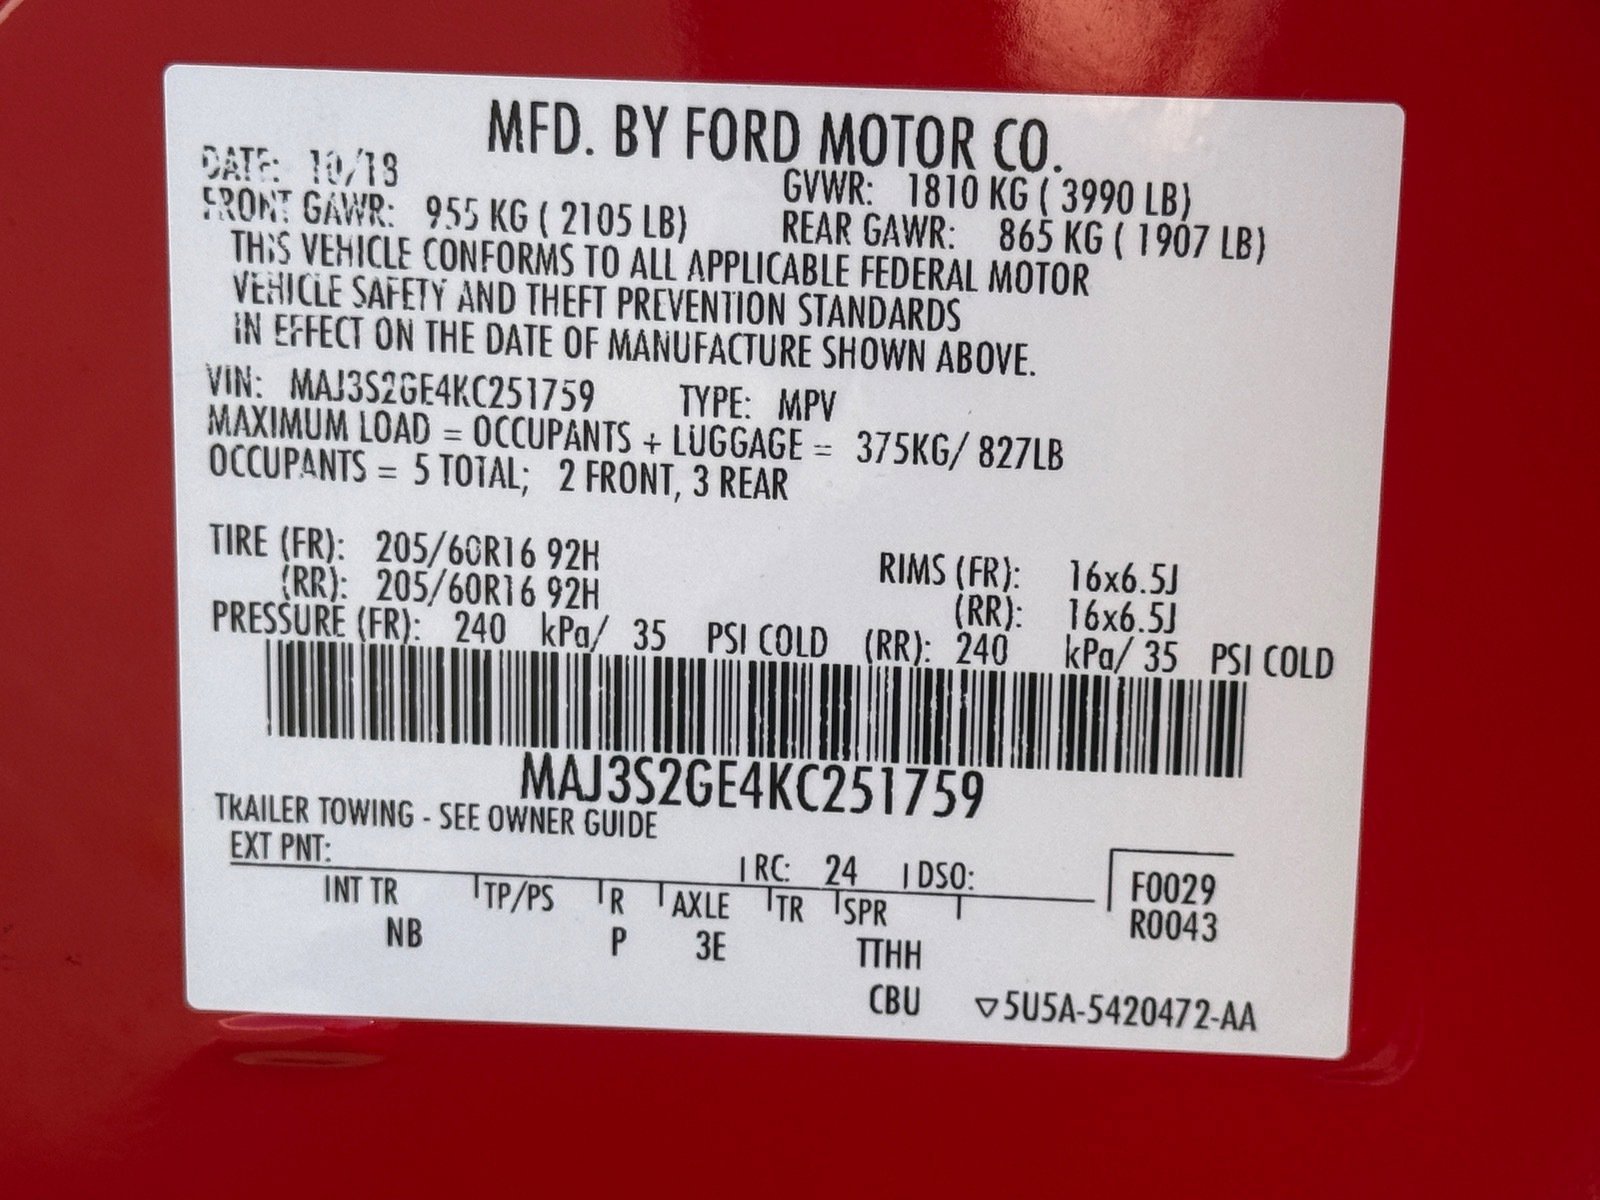 MFD. BY FORD MOTOR CO.
DATE: 10/18 GVWR: 1810 KG ( 3990 LB)
FRONT GAWR: 955 KG ( 2105 LB) REAR GAWR: 865 KG ( 1907 LB)
THIS VEHICLE CONFORMS TO ALL APPLICABLE FEDERAL MOTOR
VEHICLE SAFETY AND THEFT PREVENTION STANDARDS
IN EFFECT ON THE DATE OF MANUFACTURE SHOWN ABOVE.
VIN: MAJ3S2GE4KC251759 TYPE: MPV
MAXIMUM LOAD = OCCUPANTS + LUGGAGE = 375KG/ 827LB
OCCUPANTS = 5 TOTAL; 2 FRONT, 3 REAR
TIRE (FR): 205/60R16 92H RIMS (FR): 16x6.5J
(RR): 205/60R16 92H (RR): 16x6.5J
PRESSURE (FR): 240 kPa/ 35 PSI COLD (RR): 240 kPa/ 35 PSI COLD
MAJ3S2GE4KC251759
TRAILER TOWING - SEE OWNER GUIDE
EXT PNT: RC: 24 DSO: F0029
INT TR TP/PS R AXLE TR SPR R0043
NB P 3E TTHH
CBU ▽5U5A-5420472-AA